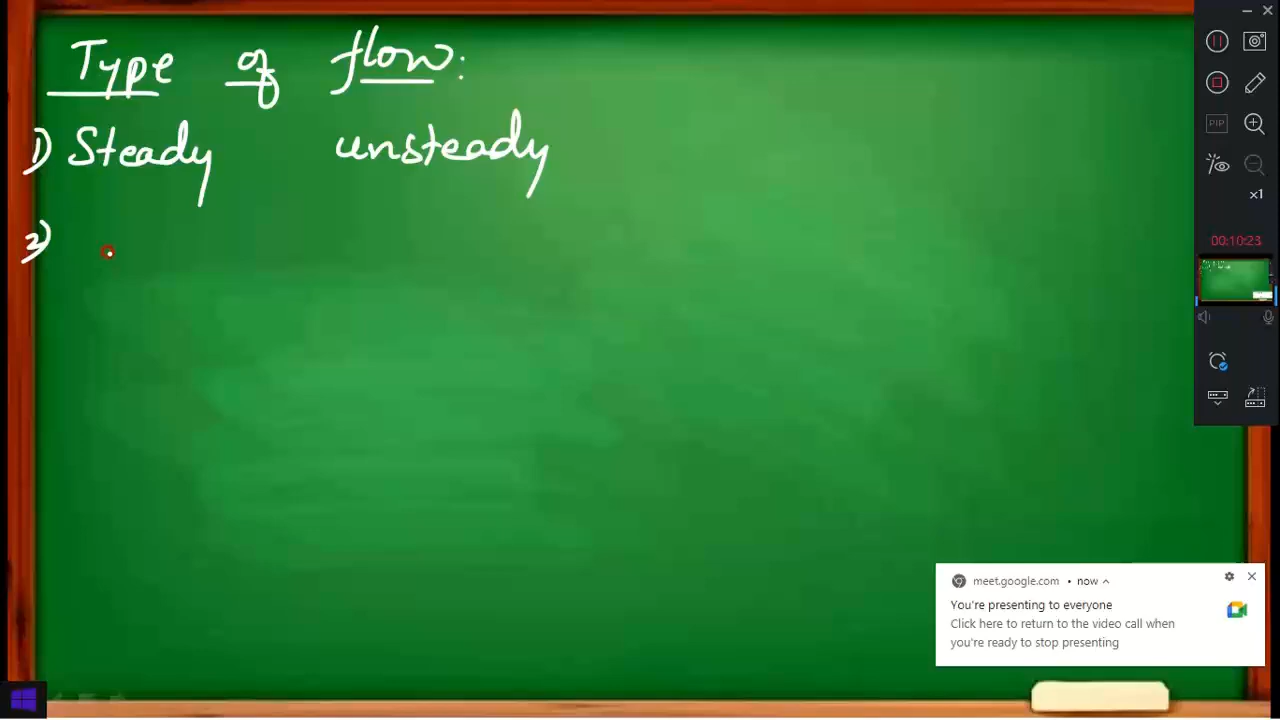 Type of flow:
1) Steady unsteady
2)
PIP
×1
00:10:23
meet.google.com • now
You're presenting to everyone
Click here to return to the video call when
you're ready to stop presenting